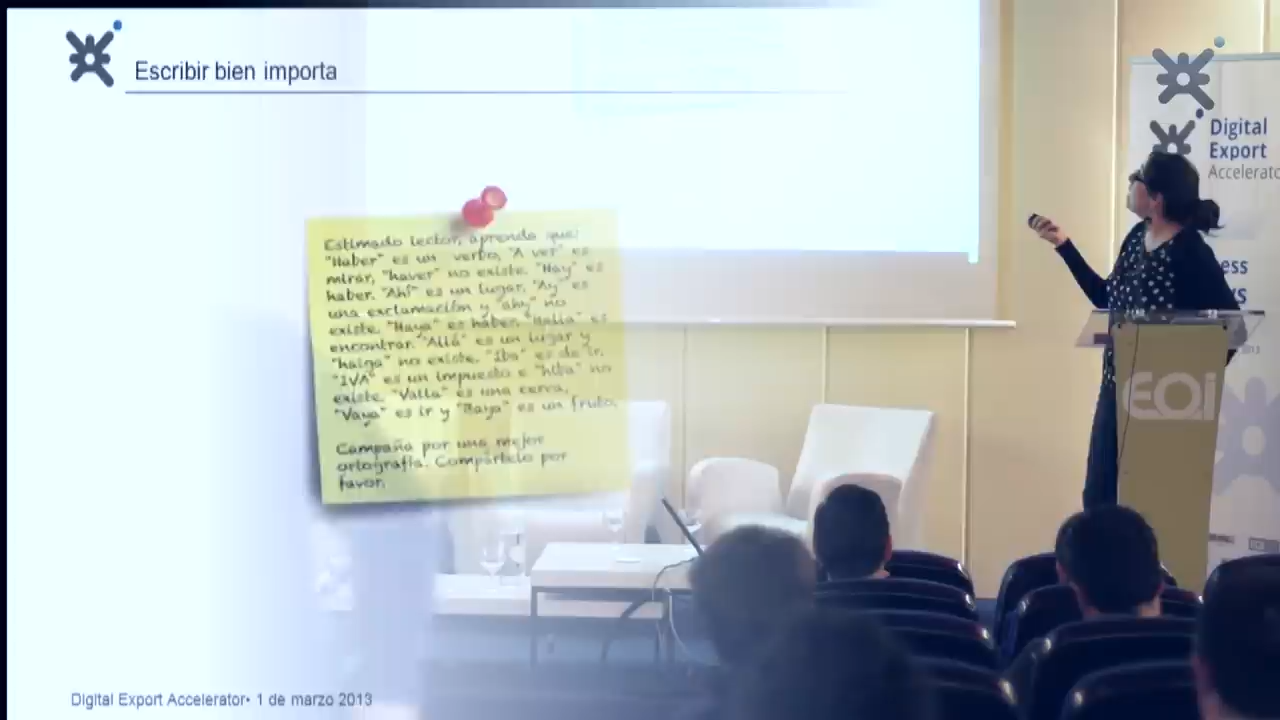 Escribir bien importa
Estimado lector, aprenda que:
"Haber" es un verbo, "A ver" es
mirar, "haver" no existe. "Hay" es
haber. "Ahí" es un lugar. "Ay" es
una exclamación y "ahy" no
existe. "Haya" es haber. "Halla" es
encontrar. "Allá" es un lugar y
"haiga" no existe. "Iba" es de ir.
"IVA" es un impuesto e "hiba" no
existe. "Valla" es una cerca,
"Vaya" es ir y "Baya" es un fruto.
Campaña por una mejor
ortografía. Compártelo por
favor.
Digital Export Accelerator• 1 de marzo 2013
Digital
Export
Accelerato
ess
EOi